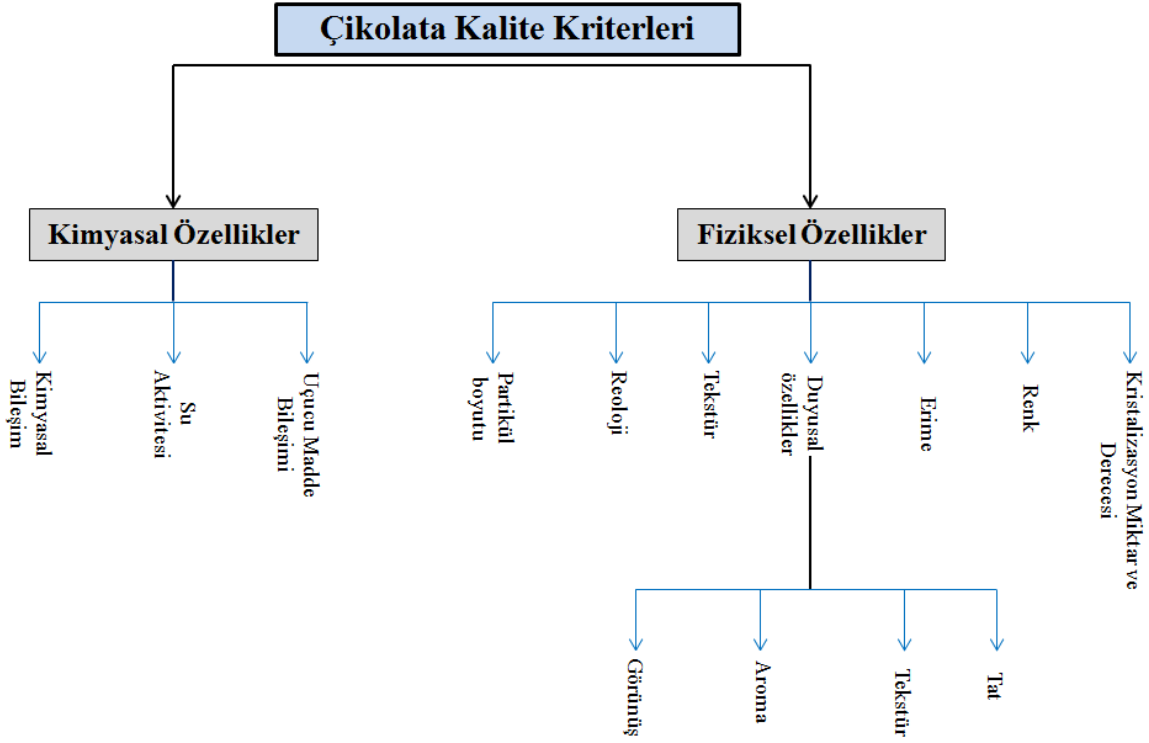 Çikolata Kalite Kriterleri
Kimyasal Özellikler
Fiziksel Özellikler
Kimyasal
Bileşim
Su
Aktivitesi
Uçucu Madde
Bileşimi
Partikül
boyutu
Reoloji
Tekstür
Duyusal
özellikler
Erime
Renk
Kristalizasyon Miktar ve
Derecesi
Görünüş
Aroma
Tekstür
Tat